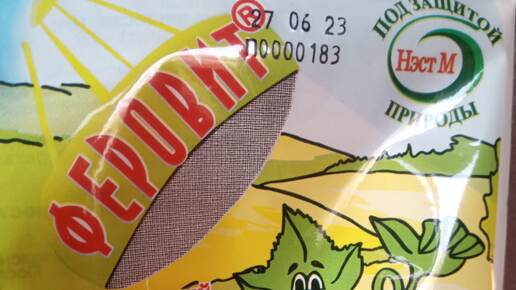 27 06 23
П0000183
ФЕРОВИТ®
ПОД ЗАЩИТОЙ
НэстМ
ПРИРОДЫ